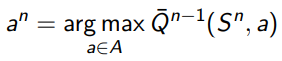 aⁿ = arg max Q̄ⁿ⁻¹(Sⁿ, a)
a∈A